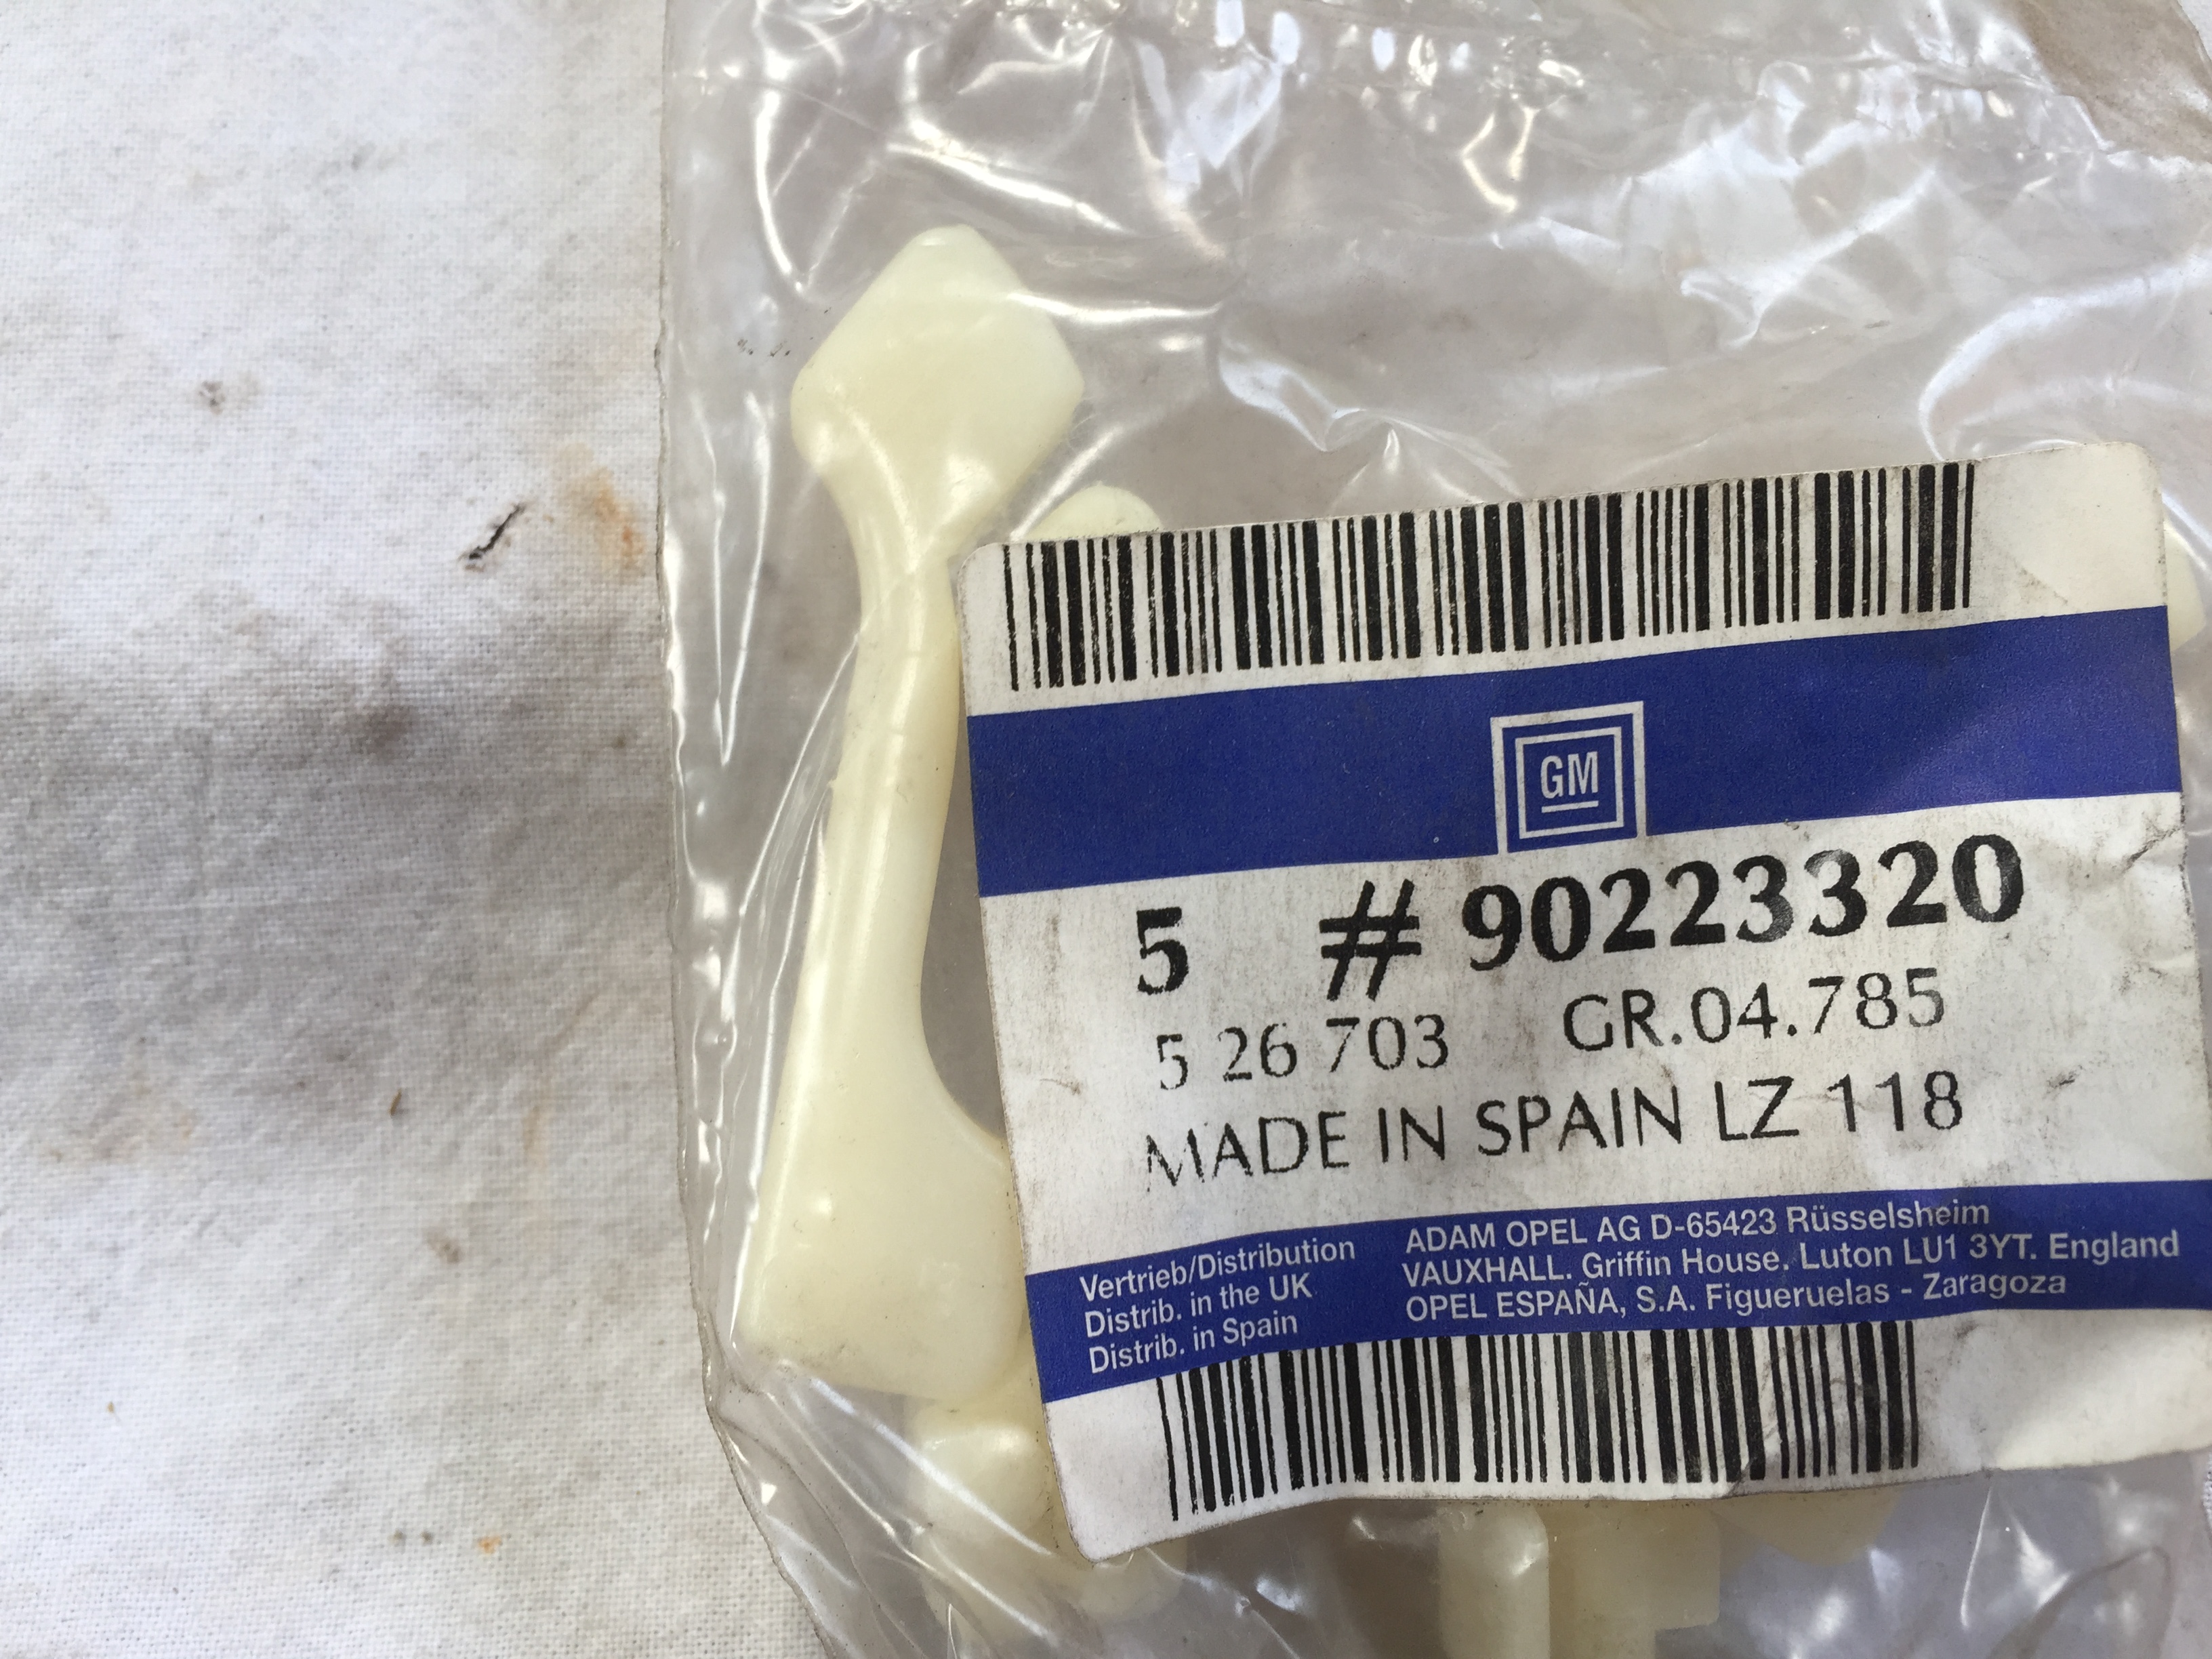 GM
5 # 90223320
5 26 703 GR.04.785
MADE IN SPAIN LZ 118
Vertrieb/Distribution ADAM OPEL AG D-65423 Rüsselsheim
Distrib. in the UK VAUXHALL. Griffin House. Luton LU1 3YT. England
Distrib. in Spain OPEL ESPAÑA, S.A. Figueruelas - Zaragoza